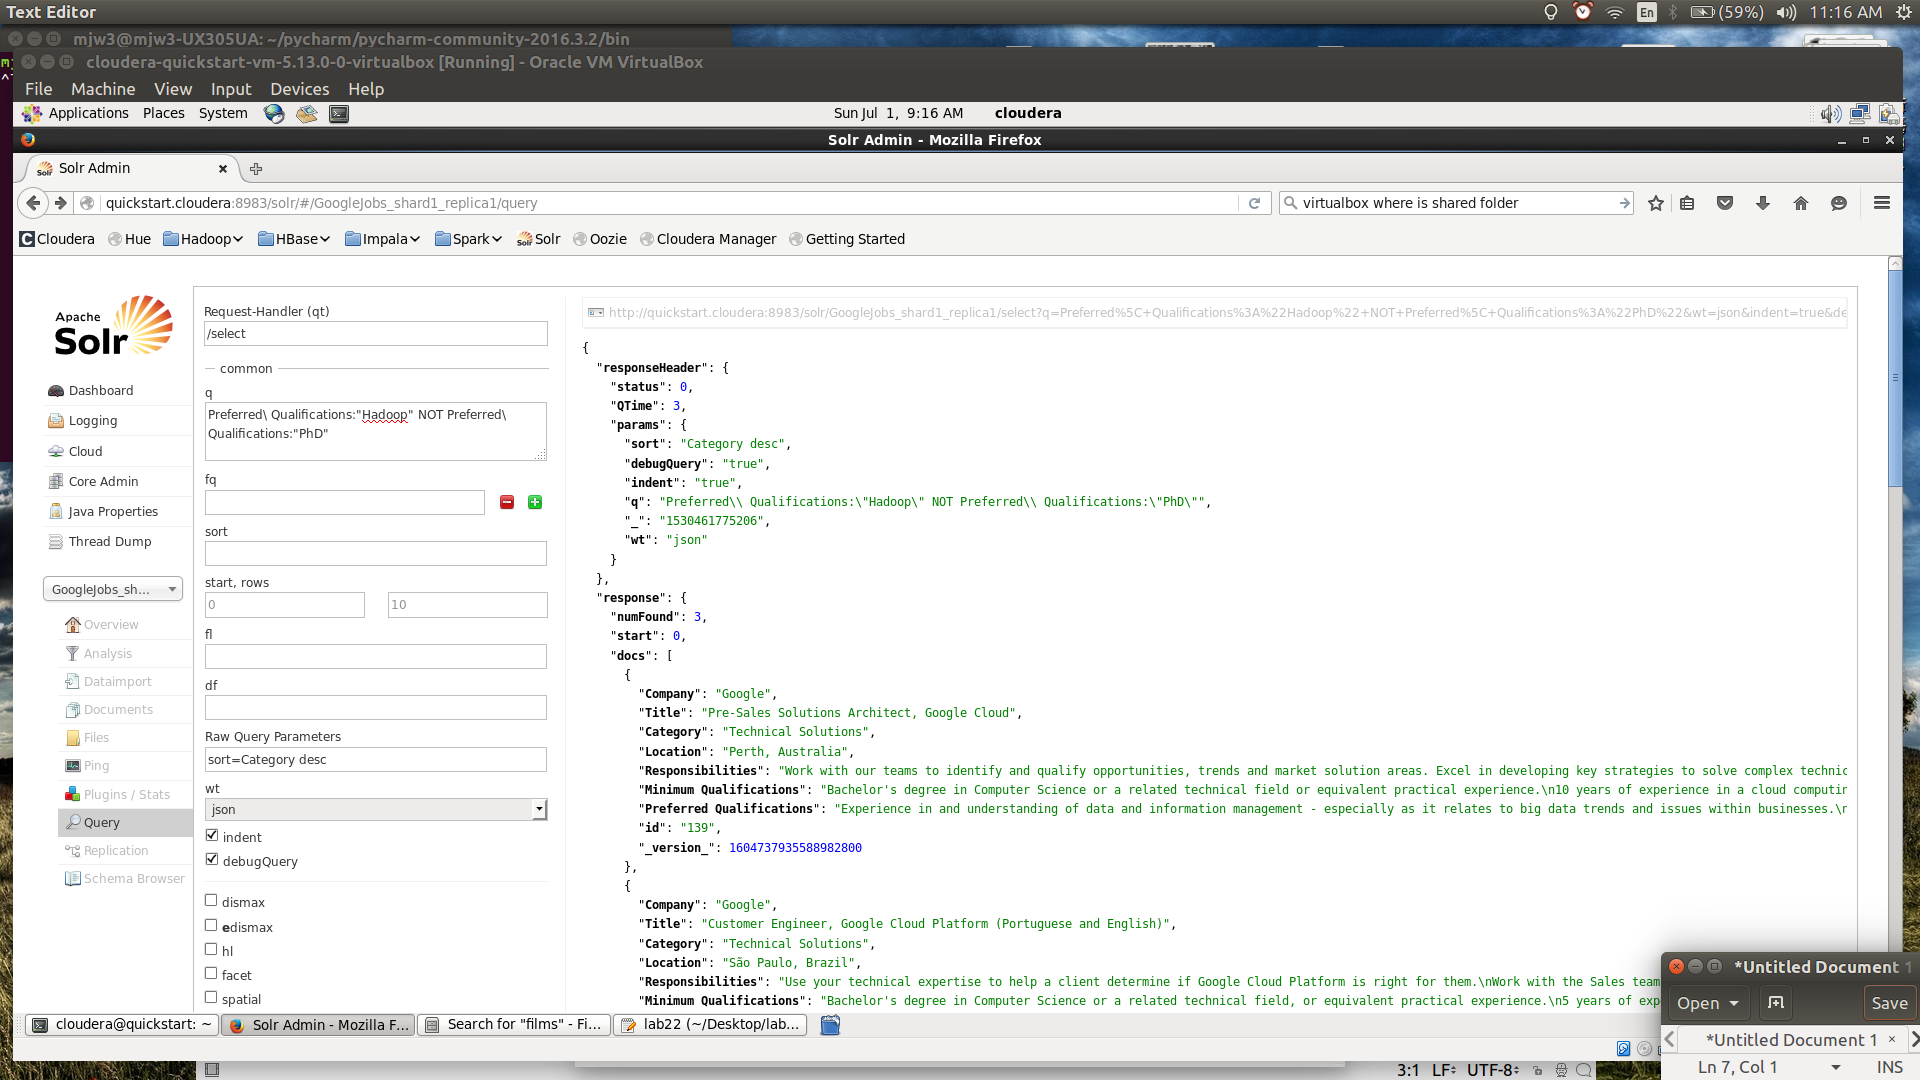 Text Editor
En
(59%)
11:16 AM
mjw3@mjw3-UX305UA: ~/pycharm/pycharm-community-2016.3.2/bin
cloudera-quickstart-vm-5.13.0-0-virtualbox [Running] - Oracle VM VirtualBox
File Machine View Input Devices Help
Applications Places System
Sun Jul 1, 9:16 AM cloudera
Solr Admin - Mozilla Firefox
Solr Admin
quickstart.cloudera:8983/solr/#/GoogleJobs_shard1_replica1/query
virtualbox where is shared folder
Cloudera Hue Hadoop HBase Impala Spark Solr Oozie Cloudera Manager Getting Started
Apache
Solr
Dashboard
Logging
Cloud
Core Admin
Java Properties
Thread Dump
GoogleJobs_sh...
Overview
Analysis
Dataimport
Documents
Files
Ping
Plugins / Stats
Query
Replication
Schema Browser
Request-Handler (qt)
/select
common
q
Preferred\ Qualifications:"Hadoop" NOT Preferred\
Qualifications:"PhD"
fq
sort
start, rows
0
10
fl
df
Raw Query Parameters
sort=Category desc
wt
json
indent
debugQuery
dismax
edismax
hl
facet
spatial
http://quickstart.cloudera:8983/solr/GoogleJobs_shard1_replica1/select?q=Preferred%5C+Qualifications%3A%22Hadoop%22+NOT+Preferred%5C+Qualifications%3A%22PhD%22&wt=json&indent=true&de
{
"responseHeader": {
"status": 0,
"QTime": 3,
"params": {
"sort": "Category desc",
"debugQuery": "true",
"indent": "true",
"q": "Preferred\\ Qualifications:\"Hadoop\" NOT Preferred\\ Qualifications:\"PhD\"",
"_": "1530461775206",
"wt": "json"
}
},
"response": {
"numFound": 3,
"start": 0,
"docs": [
{
"Company": "Google",
"Title": "Pre-Sales Solutions Architect, Google Cloud",
"Category": "Technical Solutions",
"Location": "Perth, Australia",
"Responsibilities": "Work with our teams to identify and qualify opportunities, trends and market solution areas. Excel in developing key strategies to solve complex technic
"Minimum Qualifications": "Bachelor's degree in Computer Science or a related technical field or equivalent practical experience.\n10 years of experience in a cloud computin
"Preferred Qualifications": "Experience in and understanding of data and information management - especially as it relates to big data trends and issues within businesses.\n
"id": "139",
"_version_": 1604737935588982800
},
{
"Company": "Google",
"Title": "Customer Engineer, Google Cloud Platform (Portuguese and English)",
"Category": "Technical Solutions",
"Location": "São Paulo, Brazil",
"Responsibilities": "Use your technical expertise to help a client determine if Google Cloud Platform is right for them.\nWork with the Sales team
"Minimum Qualifications": "Bachelor's degree in Computer Science or a related technical field, or equivalent practical experience.\n5 years of exp
cloudera@quickstart: ~
Solr Admin - Mozilla F...
Search for "films" - Fi...
lab22 (~/Desktop/lab...
*Untitled Document 1
Open
Save
*Untitled Document 1
Ln 7, Col 1
INS
3:1 LF UTF-8